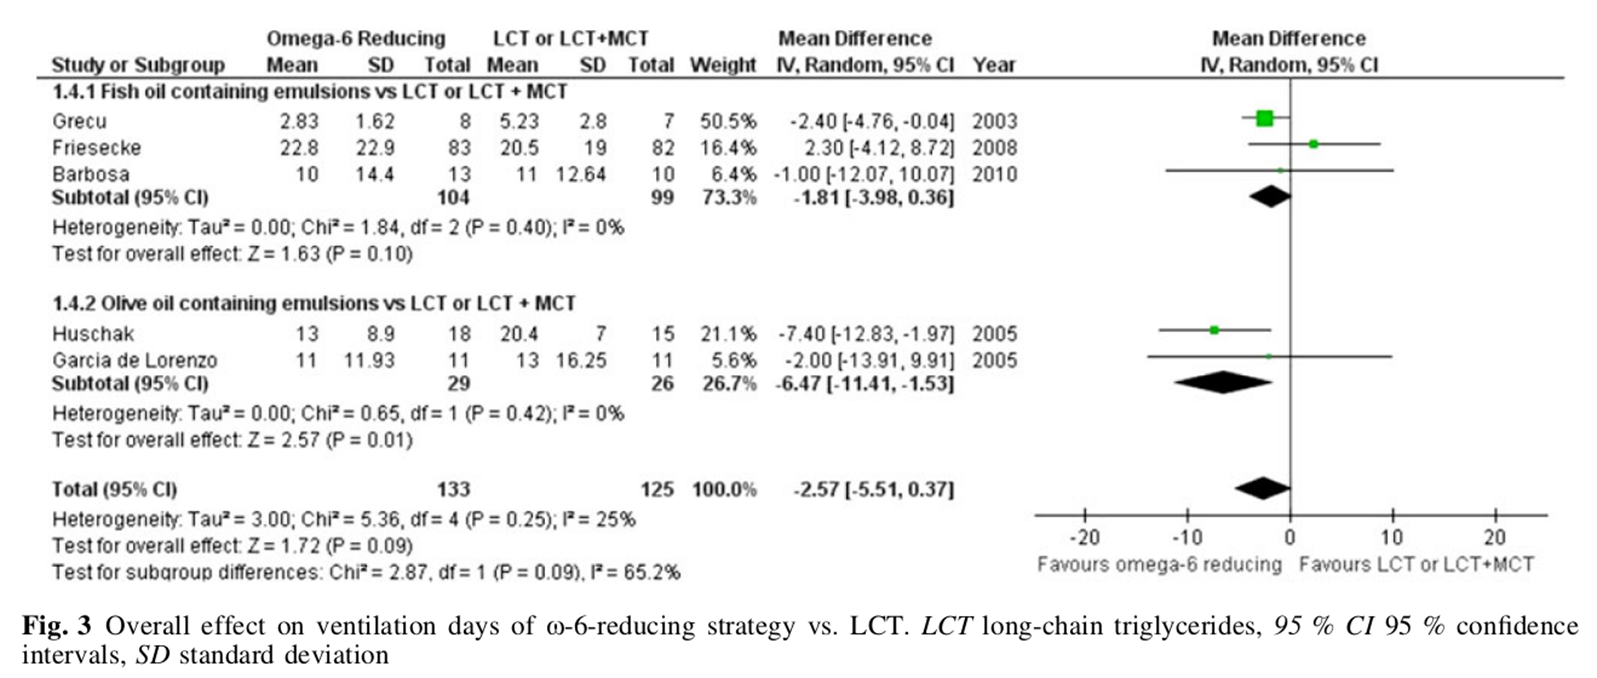 Omega-6 Reducing LCT or LCT+MCT Mean Difference Mean Difference
Study or Subgroup Mean SD Total Mean SD Total Weight IV, Random, 95% CI Year IV, Random, 95% CI
1.4.1 Fish oil containing emulsions vs LCT or LCT + MCT
Grecu 2.83 1.62 8 5.23 2.8 7 50.5% -2.40 [-4.76, -0.04] 2003
Friesecke 22.8 22.9 83 20.5 19 82 16.4% 2.30 [-4.12, 8.72] 2008
Barbosa 10 14.4 13 11 12.64 10 6.4% -1.00 [-12.07, 10.07] 2010
Subtotal (95% CI) 104 99 73.3% -1.81 [-3.98, 0.36]
Heterogeneity: Tau² = 0.00; Chi² = 1.84, df = 2 (P = 0.40); I² = 0%
Test for overall effect: Z = 1.63 (P = 0.10)
1.4.2 Olive oil containing emulsions vs LCT or LCT + MCT
Huschak 13 8.9 18 20.4 7 15 21.1% -7.40 [-12.83, -1.97] 2005
Garcia de Lorenzo 11 11.93 11 13 16.25 11 5.6% -2.00 [-13.91, 9.91] 2005
Subtotal (95% CI) 29 26 26.7% -6.47 [-11.41, -1.53]
Heterogeneity: Tau² = 0.00; Chi² = 0.65, df = 1 (P = 0.42); I² = 0%
Test for overall effect: Z = 2.57 (P = 0.01)
Total (95% CI) 133 125 100.0% -2.57 [-5.51, 0.37]
Heterogeneity: Tau² = 3.00; Chi² = 5.36, df = 4 (P = 0.25); I² = 25%
Test for overall effect: Z = 1.72 (P = 0.09)
Test for subgroup differences: Chi² = 2.87, df = 1 (P = 0.09), I² = 65.2%
-20 -10 0 10 20
Favours omega-6 reducing Favours LCT or LCT+MCT
Fig. 3 Overall effect on ventilation days of ω-6-reducing strategy vs. LCT. LCT long-chain triglycerides, 95 % CI 95 % confidence
intervals, SD standard deviation